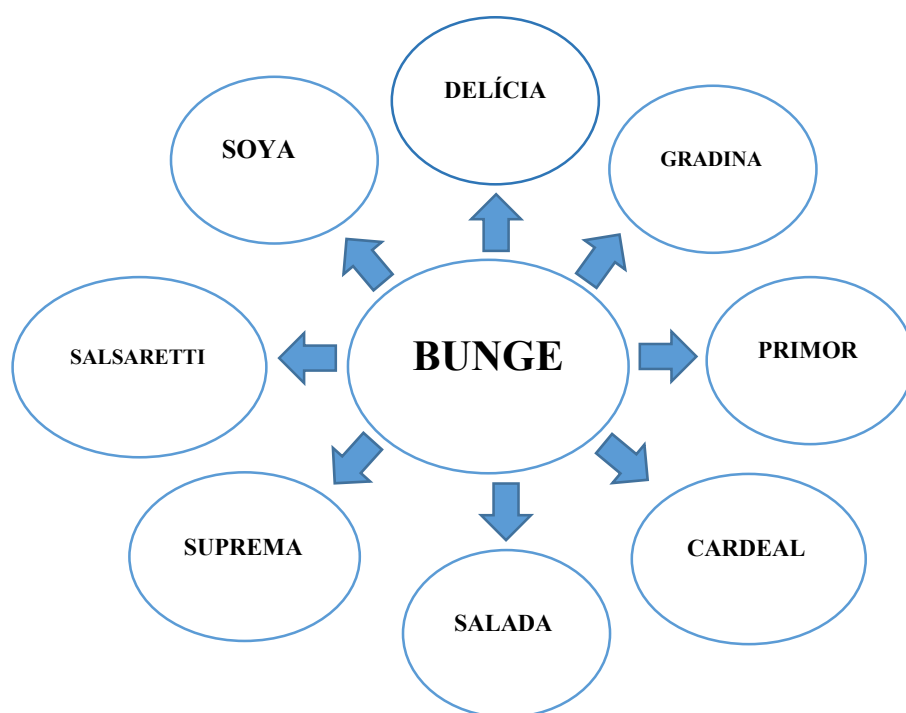 DELÍCIA
SOYA
GRADINA
BUNGE
SALSARETTI
PRIMOR
SUPREMA
CARDEAL
SALADA